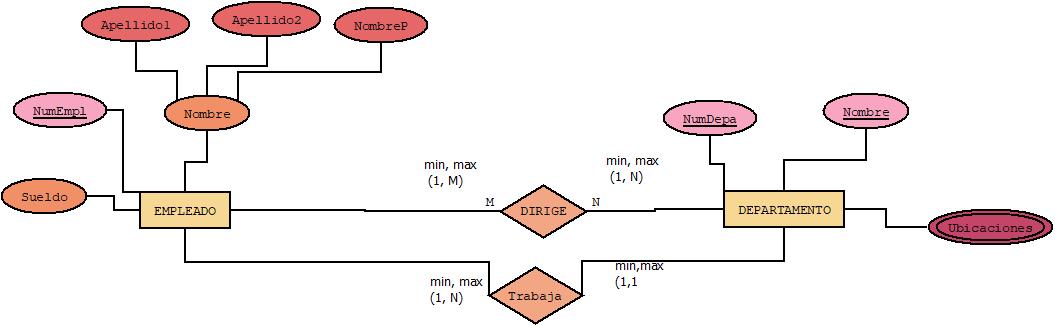 Apellido1
Apellido2
NombreP
NumEmpl
Nombre
NumDepa
Nombre
min, max
(1, M)
min, max
(1, N)
Sueldo
EMPLEADO
M
DIRIGE
N
DEPARTAMENTO
Ubicaciones
min, max
(1, N)
Trabaja
min,max
(1,1